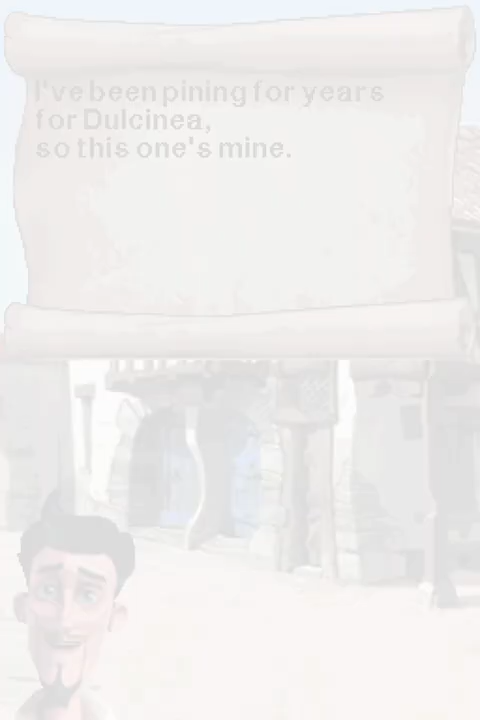 I've been pining for years
for Dulcinea,
so this one's mine.